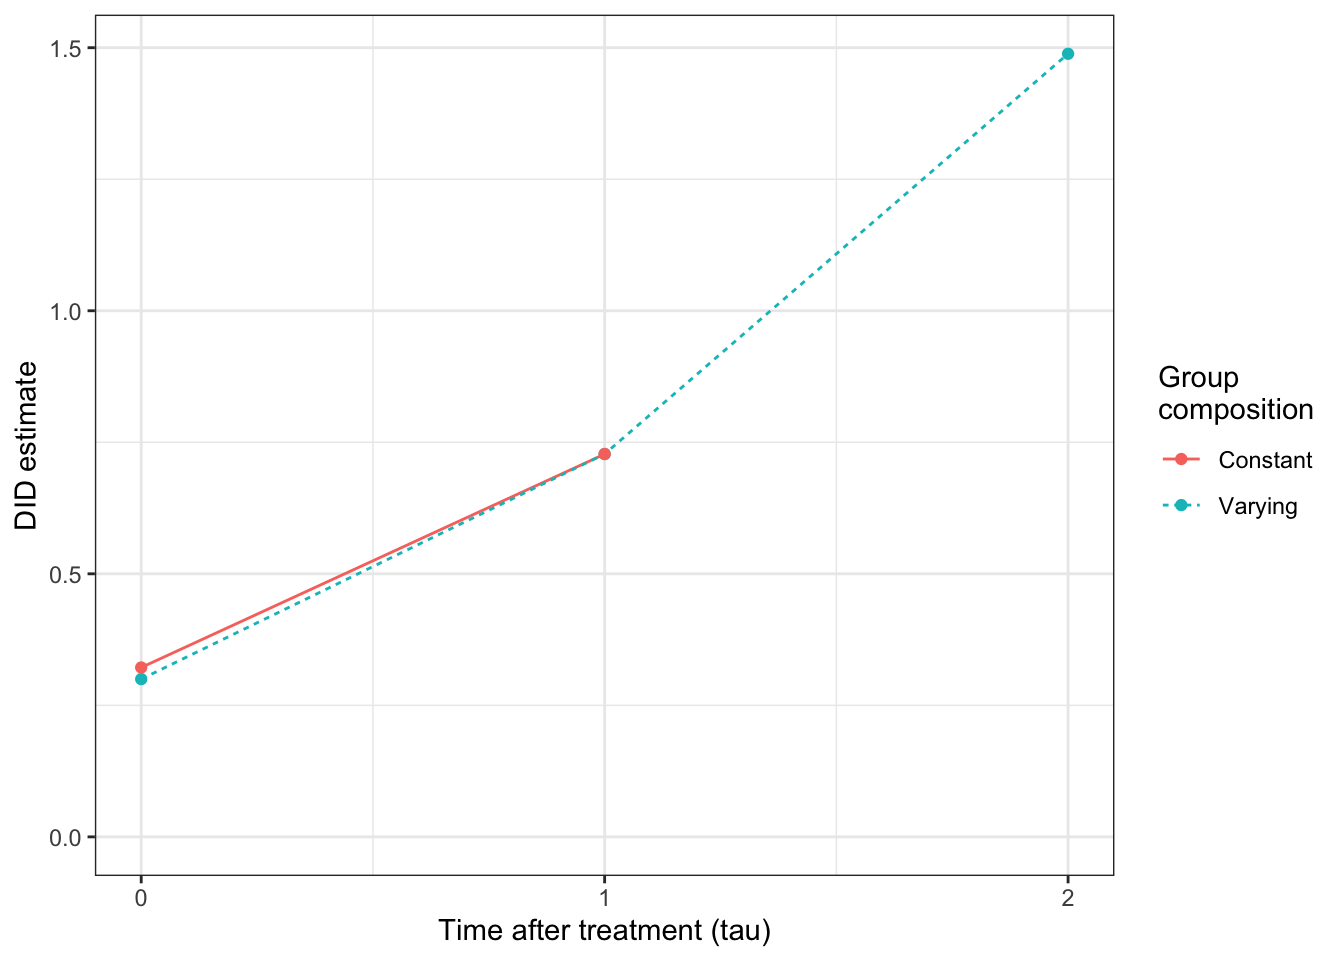 1.5
1.0
0.5
0.0
DID estimate
0
1
2
Time after treatment (tau)
Group
composition
Constant
Varying